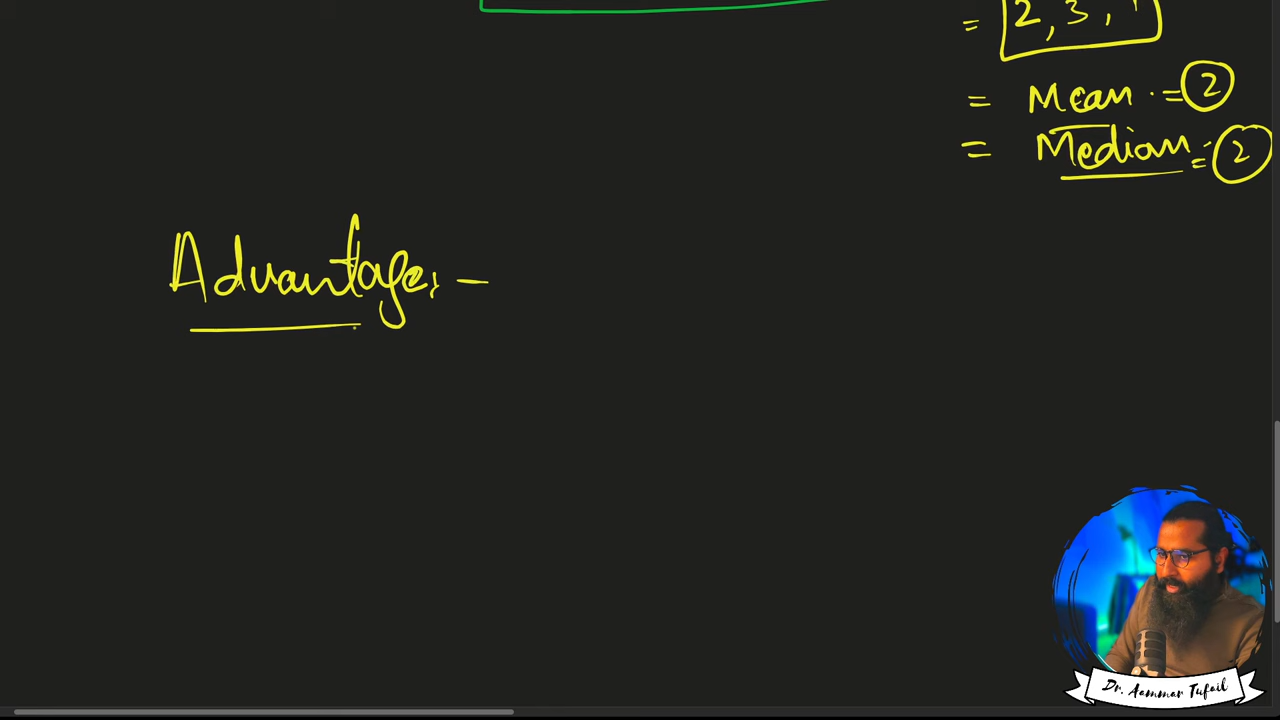 = 2, 3, 1
= Mean = 2
= Median = 2
Advantage: -
Dr. Aammar Tufail